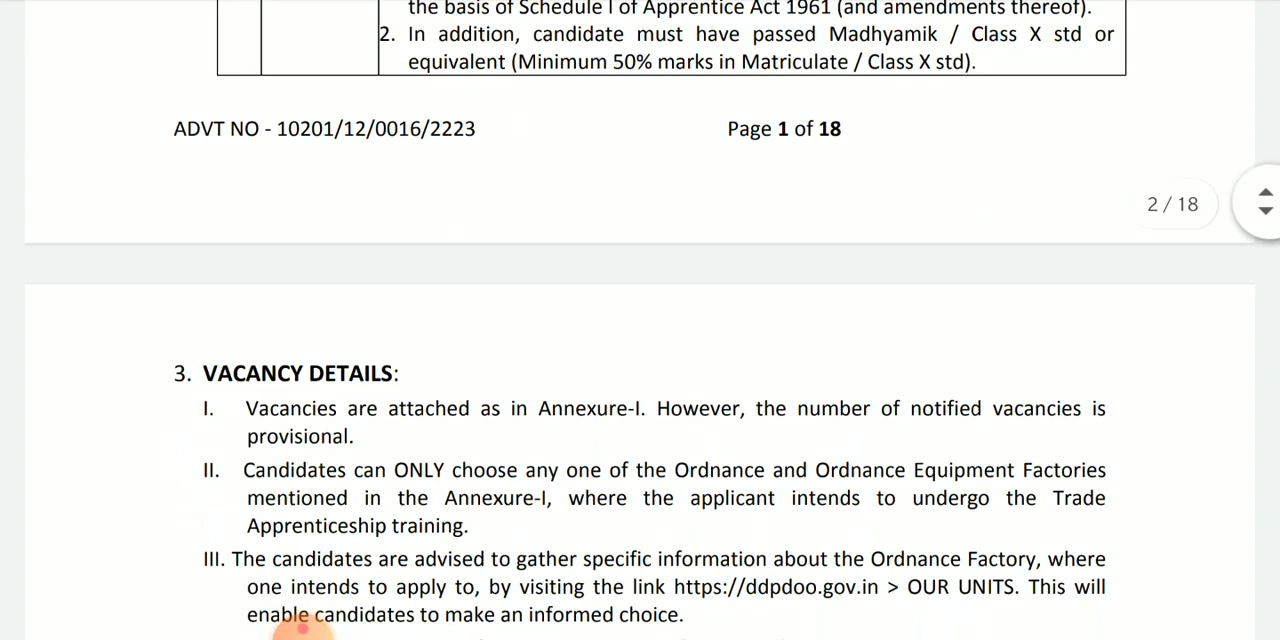 the basis of Schedule I of Apprentice Act 1961 (and amendments thereof).
2. In addition, candidate must have passed Madhyamik / Class X std or
equivalent (Minimum 50% marks in Matriculate / Class X std).
ADVT NO - 10201/12/0016/2223 Page 1 of 18
2 / 18
3. VACANCY DETAILS:
I. Vacancies are attached as in Annexure-I. However, the number of notified vacancies is
provisional.
II. Candidates can ONLY choose any one of the Ordnance and Ordnance Equipment Factories
mentioned in the Annexure-I, where the applicant intends to undergo the Trade
Apprenticeship training.
III. The candidates are advised to gather specific information about the Ordnance Factory, where
one intends to apply to, by visiting the link https://ddpdoo.gov.in > OUR UNITS. This will
enable candidates to make an informed choice.